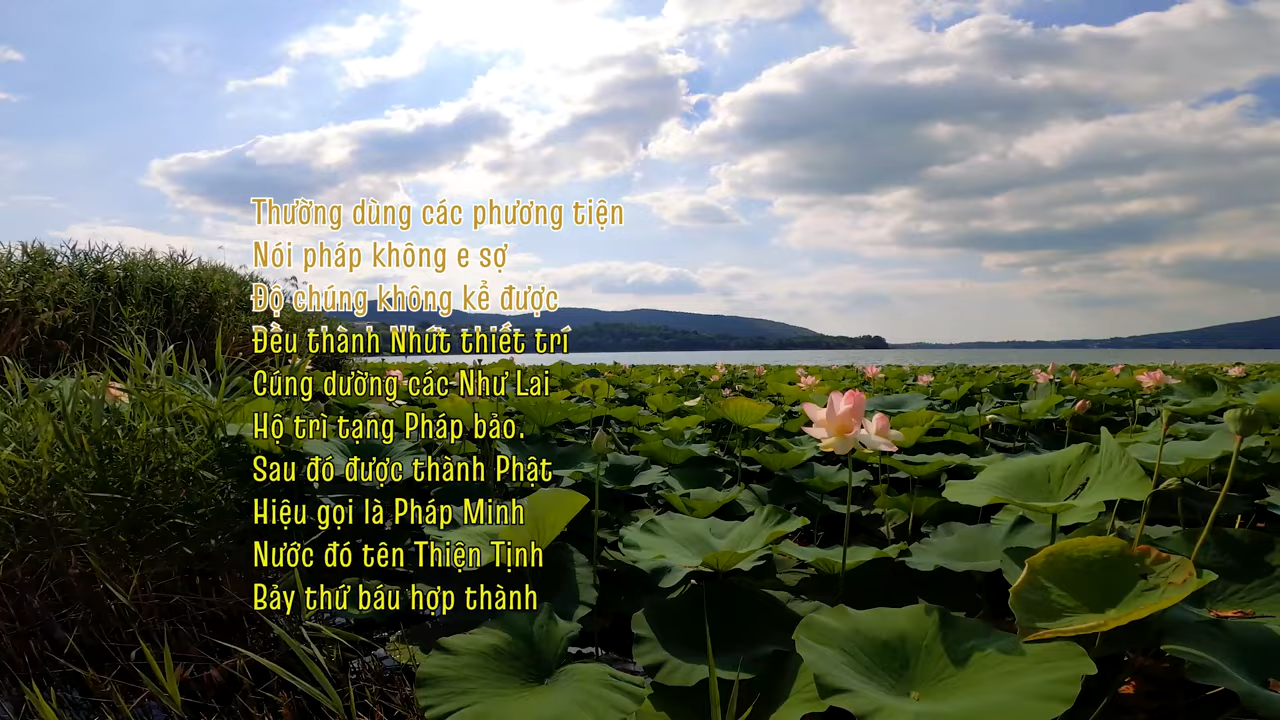 Thường dùng các phương tiện
Nói pháp không e sợ
Độ chúng không kể được
Đều thành Nhứt thiết trí
Cúng dường các Như Lai
Hộ trì tạng Pháp bảo.
Sau đó được thành Phật
Hiệu gọi là Pháp Minh
Nước đó tên Thiện Tịnh
Bảy thứ báu hợp thành